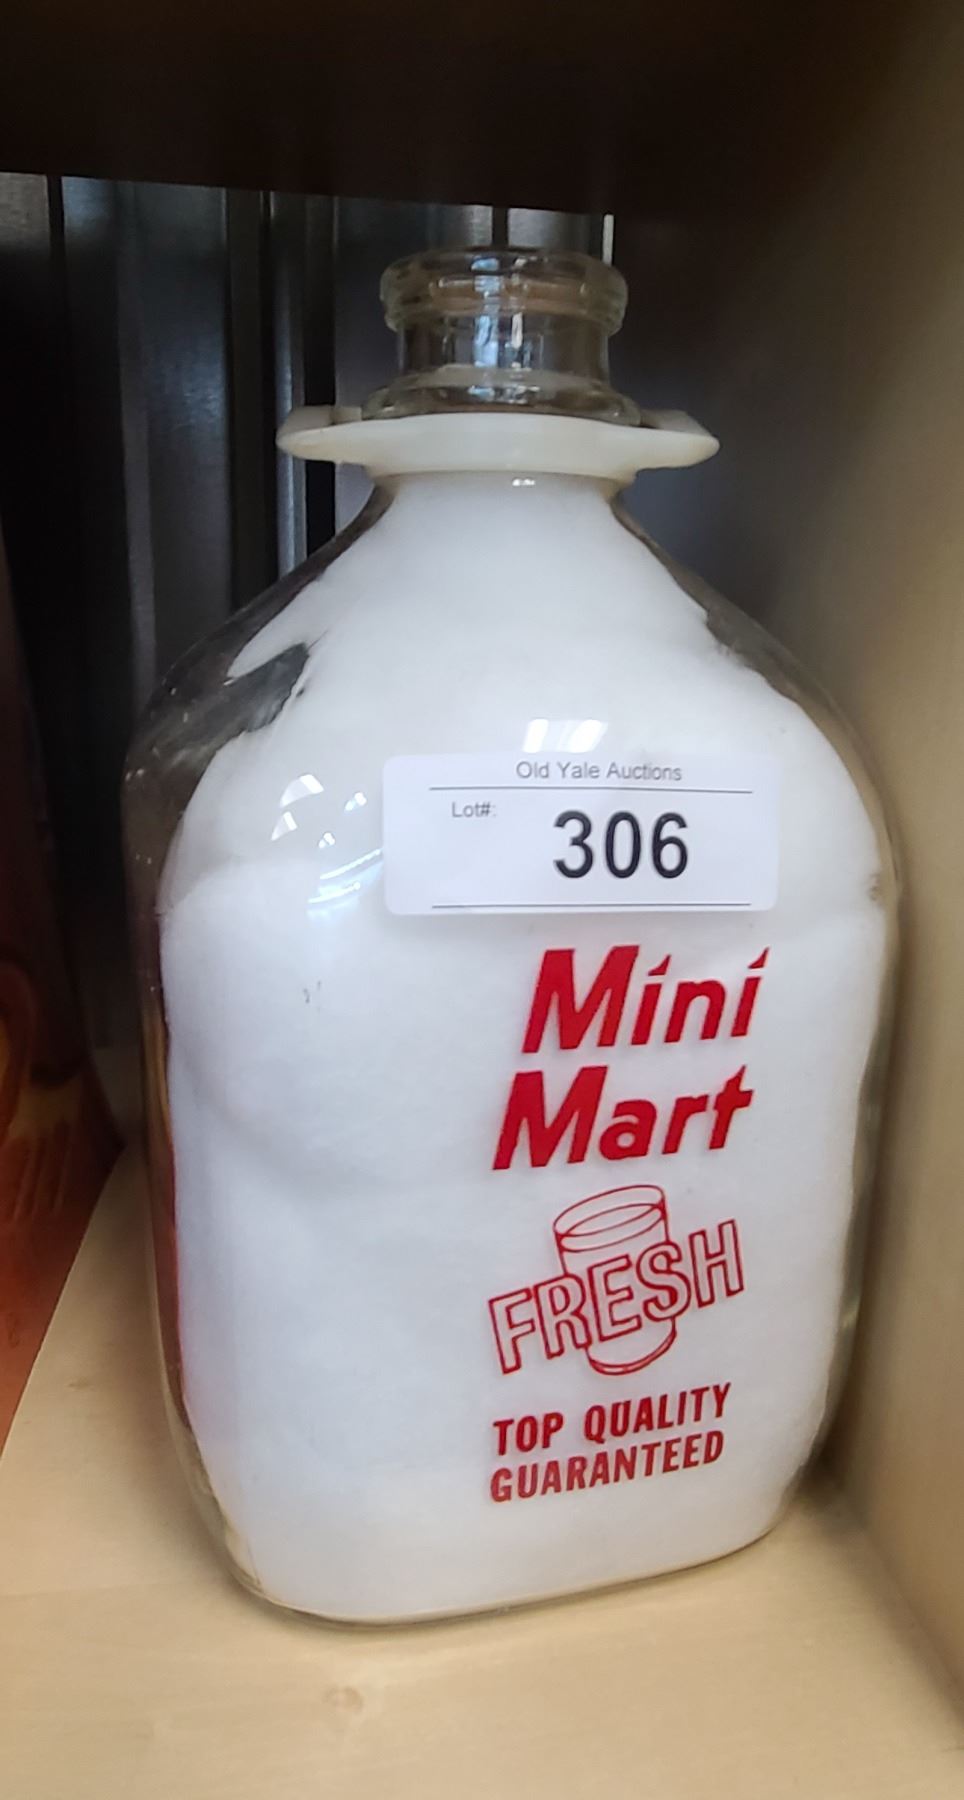 Old Yale Auctions
Lot#:
306
Mini
Mart
FRESH
TOP QUALITY
GUARANTEED